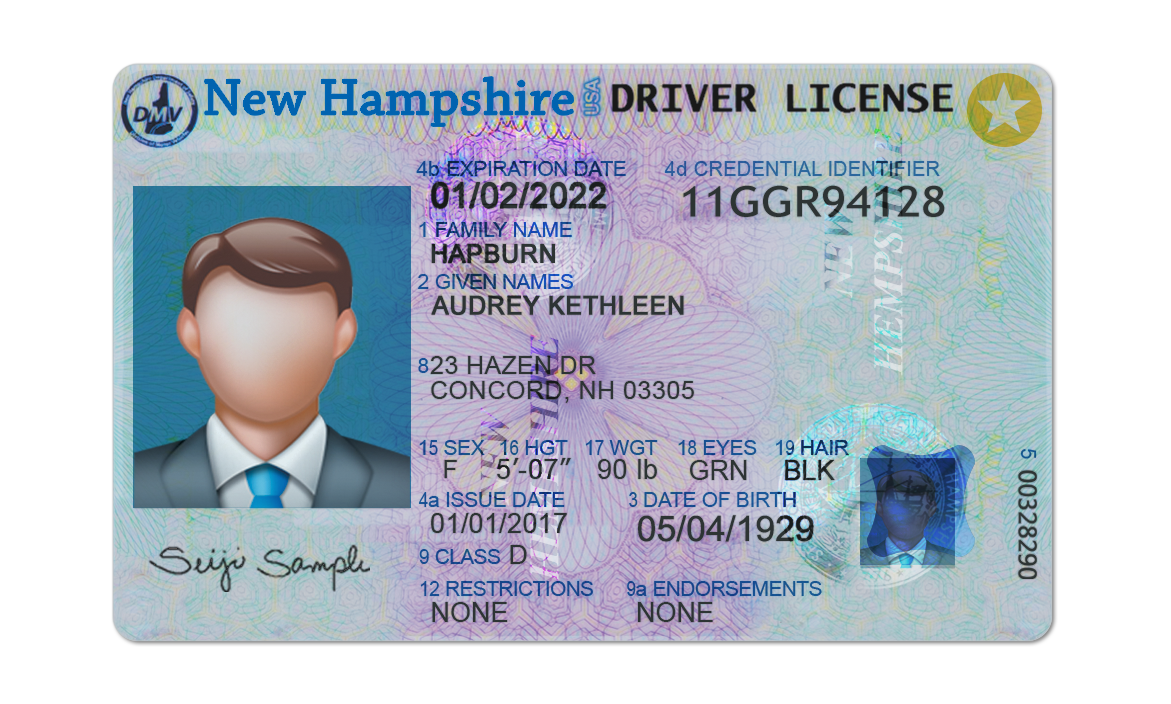 DMV
New Hampshire USA DRIVER LICENSE
4b EXPIRATION DATE 4d CREDENTIAL IDENTIFIER
01/02/2022 11GGR94128
1 FAMILY NAME
HAPBURN
2 GIVEN NAMES
AUDREY KETHLEEN
823 HAZEN DR
CONCORD, NH 03305
15 SEX 16 HGT 17 WGT 18 EYES 19 HAIR
F 5'-07" 90 lb GRN BLK
4a ISSUE DATE 3 DATE OF BIRTH
01/01/2017 05/04/1929
9 CLASS D
12 RESTRICTIONS 9a ENDORSEMENTS
NONE NONE
Seiji Sample
5 00328290
NEW
HEMPSHIRE
NEW
HEMPSHIRE